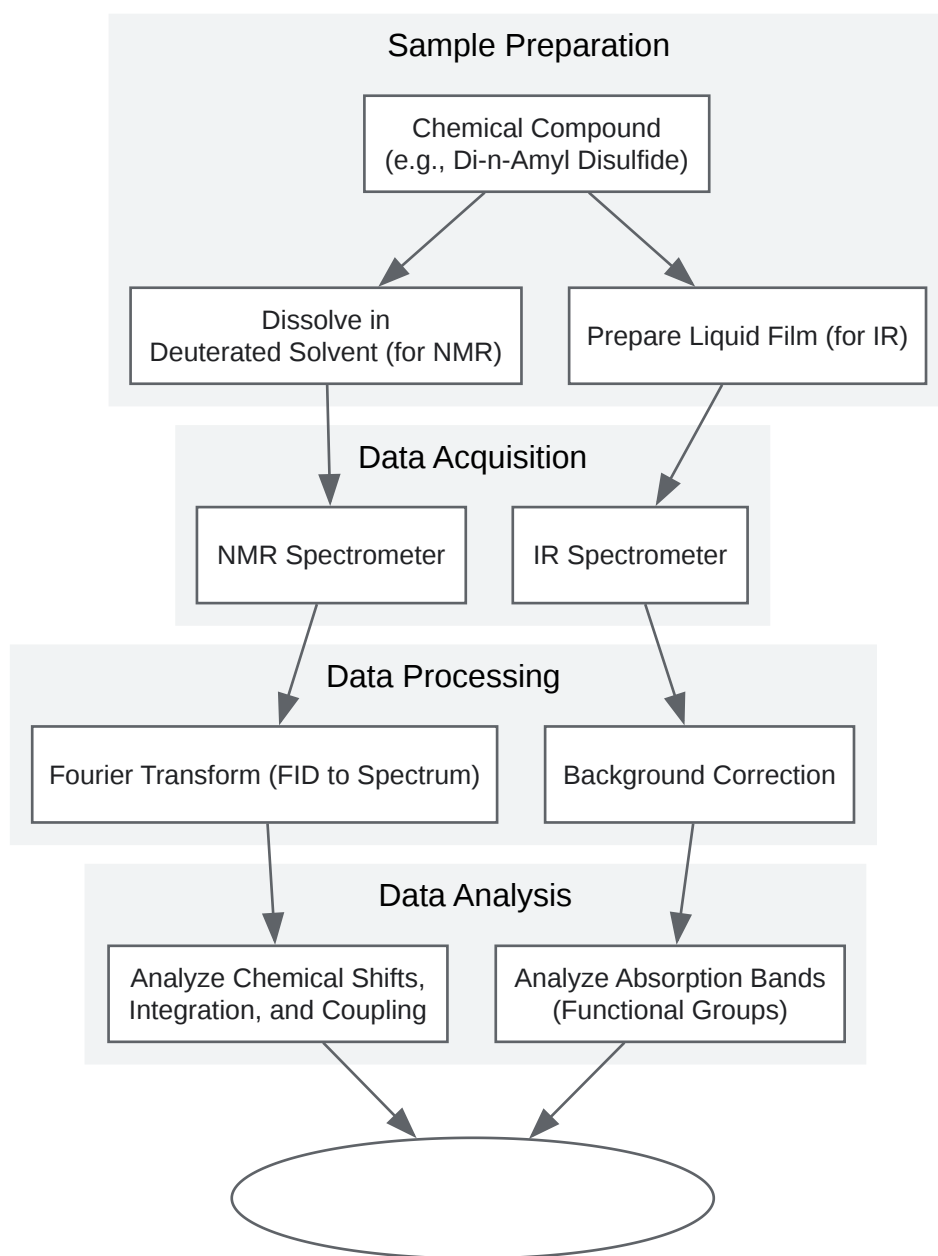 Sample Preparation
Chemical Compound
(e.g., Di-n-Amyl Disulfide)
Dissolve in
Deuterated Solvent (for NMR)
Prepare Liquid Film (for IR)
Data Acquisition
NMR Spectrometer
IR Spectrometer
Data Processing
Fourier Transform (FID to Spectrum)
Background Correction
Data Analysis
Analyze Chemical Shifts,
Integration, and Coupling
Analyze Absorption Bands
(Functional Groups)